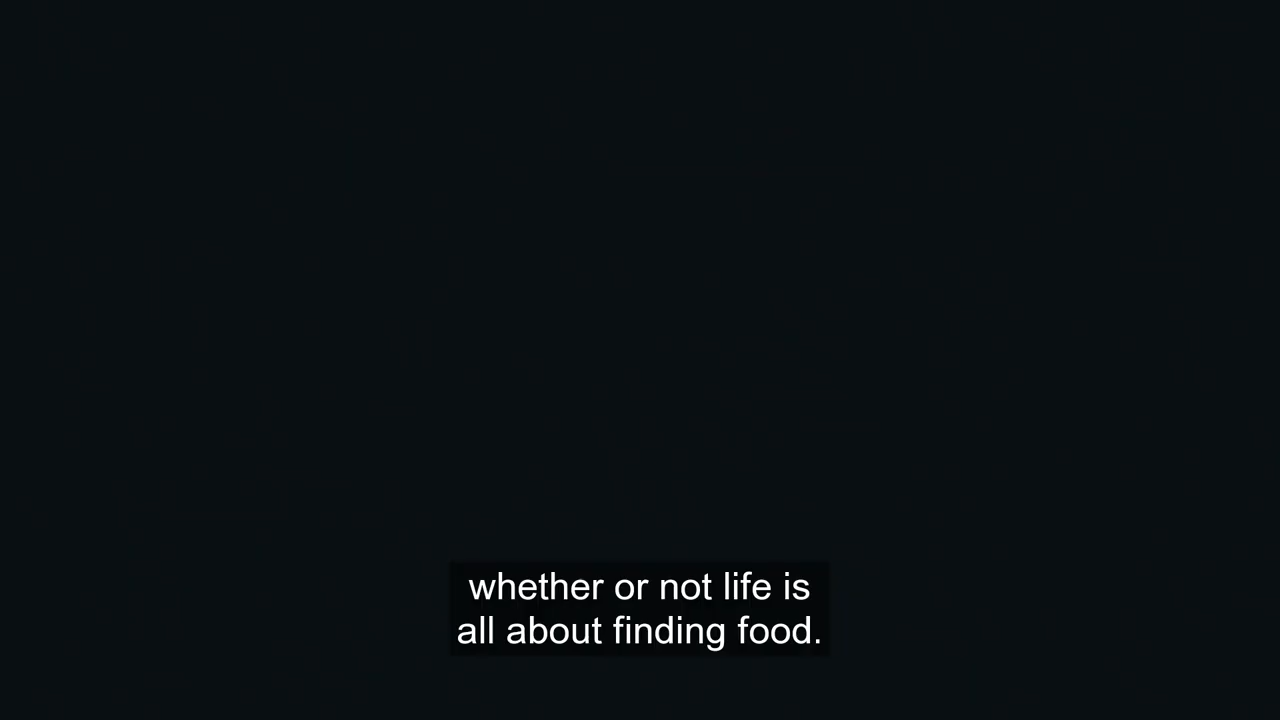 whether or not life is
all about finding food.